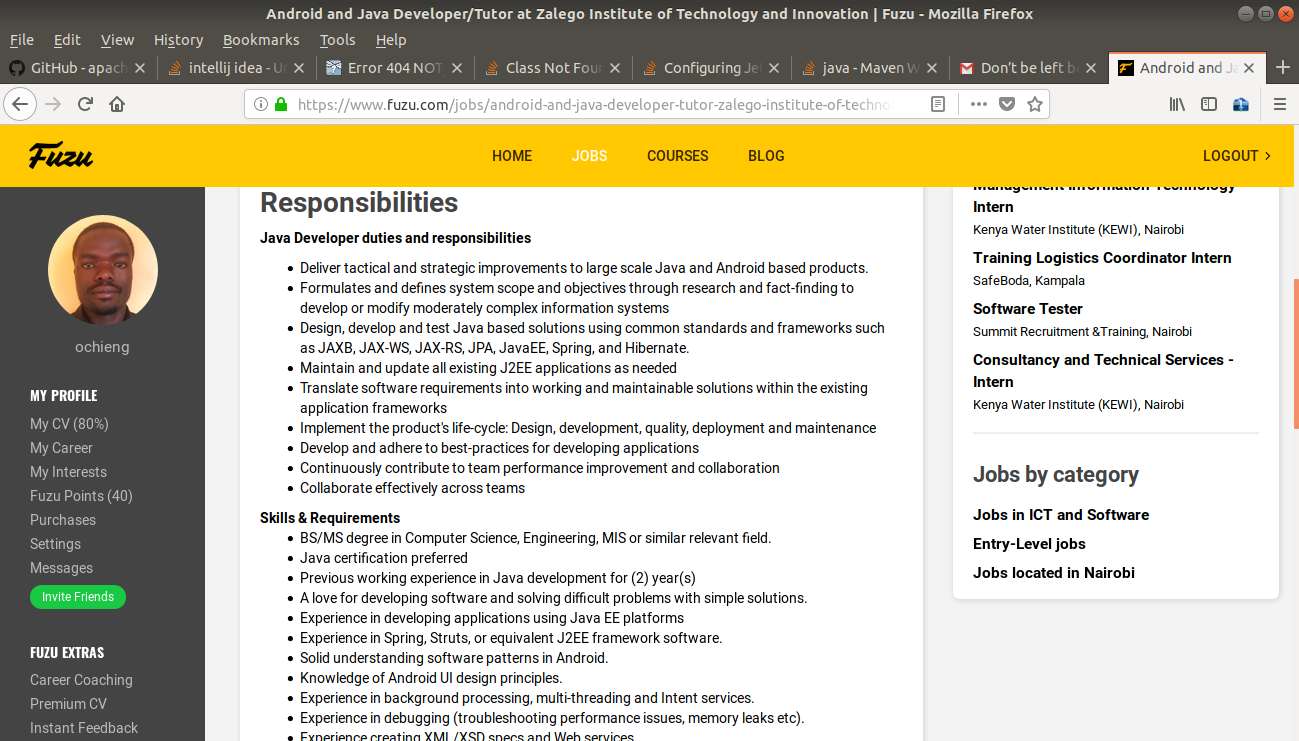 Android and Java Developer/Tutor at Zalego Institute of Technology and Innovation | Fuzu - Mozilla Firefox
File Edit View History Bookmarks Tools Help
GitHub - apach
intellij idea - U
Error 404 NOT_
Class Not Four
Configuring Je
java - Maven W
Don't be left b
Android and Ja
https://www.fuzu.com/jobs/android-and-java-developer-tutor-zalego-institute-of-techno
Fuzu
HOME JOBS COURSES BLOG
LOGOUT
ochieng
MY PROFILE
My CV (80%)
My Career
My Interests
Fuzu Points (40)
Purchases
Settings
Messages
Invite Friends
FUZU EXTRAS
Career Coaching
Premium CV
Instant Feedback
Responsibilities
Java Developer duties and responsibilities
Deliver tactical and strategic improvements to large scale Java and Android based products.
Formulates and defines system scope and objectives through research and fact-finding to
develop or modify moderately complex information systems
Design, develop and test Java based solutions using common standards and frameworks such
as JAXB, JAX-WS, JAX-RS, JPA, JavaEE, Spring, and Hibernate.
Maintain and update all existing J2EE applications as needed
Translate software requirements into working and maintainable solutions within the existing
application frameworks
Implement the product's life-cycle: Design, development, quality, deployment and maintenance
Develop and adhere to best-practices for developing applications
Continuously contribute to team performance improvement and collaboration
Collaborate effectively across teams
Skills & Requirements
BS/MS degree in Computer Science, Engineering, MIS or similar relevant field.
Java certification preferred
Previous working experience in Java development for (2) year(s)
A love for developing software and solving difficult problems with simple solutions.
Experience in developing applications using Java EE platforms
Experience in Spring, Struts, or equivalent J2EE framework software.
Solid understanding software patterns in Android.
Knowledge of Android UI design principles.
Experience in background processing, multi-threading and Intent services.
Experience in debugging (troubleshooting performance issues, memory leaks etc).
Experience creating XML/XSD specs and Web services
Management Information Technology
Intern
Kenya Water Institute (KEWI), Nairobi
Training Logistics Coordinator Intern
SafeBoda, Kampala
Software Tester
Summit Recruitment &Training, Nairobi
Consultancy and Technical Services -
Intern
Kenya Water Institute (KEWI), Nairobi
Jobs by category
Jobs in ICT and Software
Entry-Level jobs
Jobs located in Nairobi